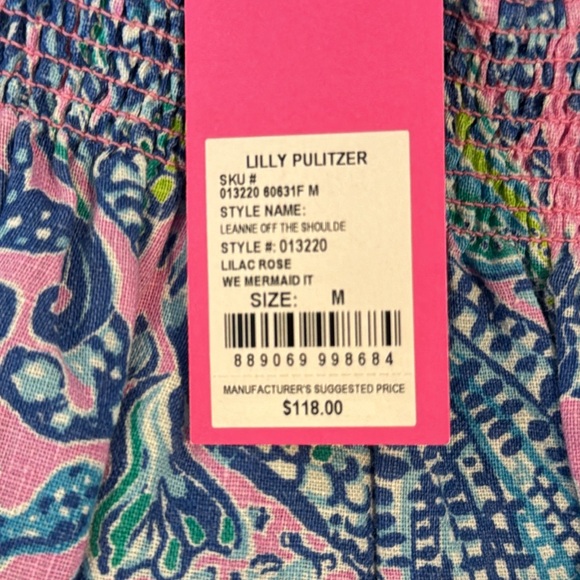 LILLY PULITZER
SKU #
013220 60631F M
STYLE NAME:
LEANNE OFF THE SHOULDE
STYLE #: 013220
LILAC ROSE
WE MERMAID IT
SIZE: M
889069 998684
MANUFACTURER'S SUGGESTED PRICE
$118.00